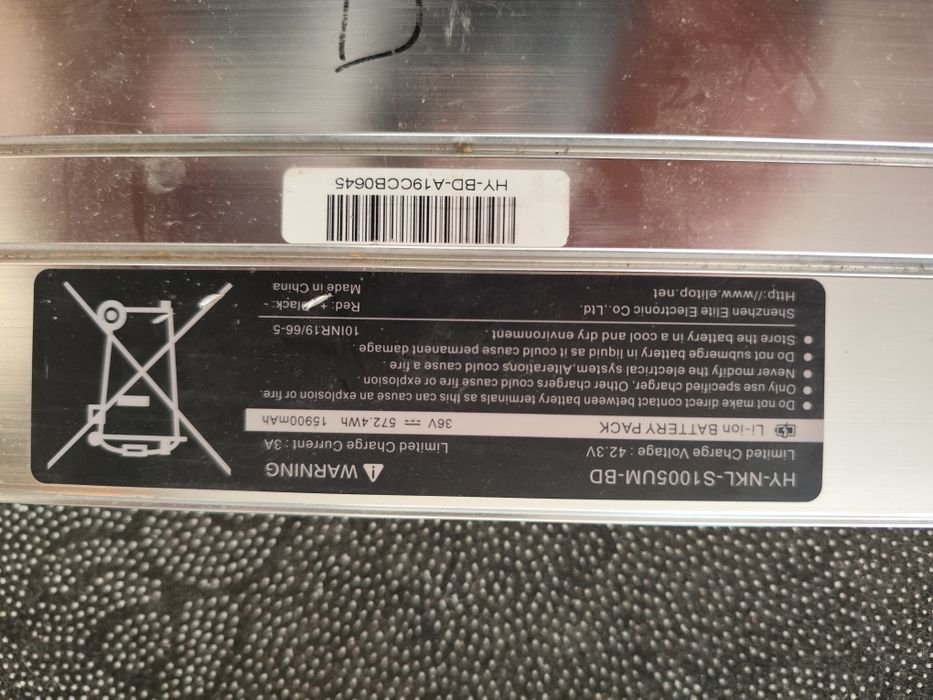 HY-NKL-S1005UM-BD
WARNING
Limited Charge Voltage : 42.3V
Limited Charge Current : 3A
Li-ion BATTERY PACK
36V ⎓ 572.4Wh 15900mAh
Do not make direct contact between battery terminals as this can cause an explosion or fire.
Only use specified charger, Other chargers could cause fire or explosion .
Never modify the electrical system, Alterations could cause a fire .
Do not submerge battery in liquid as it could cause permanent damage .
Store the battery in a cool and dry environment .
10INR19/66-5
Shenzhen Elite Electronic Co.,Ltd.
Red: + Black: -
Http://www.elitop.net
Made in China
HY-BD-A19CCB0645